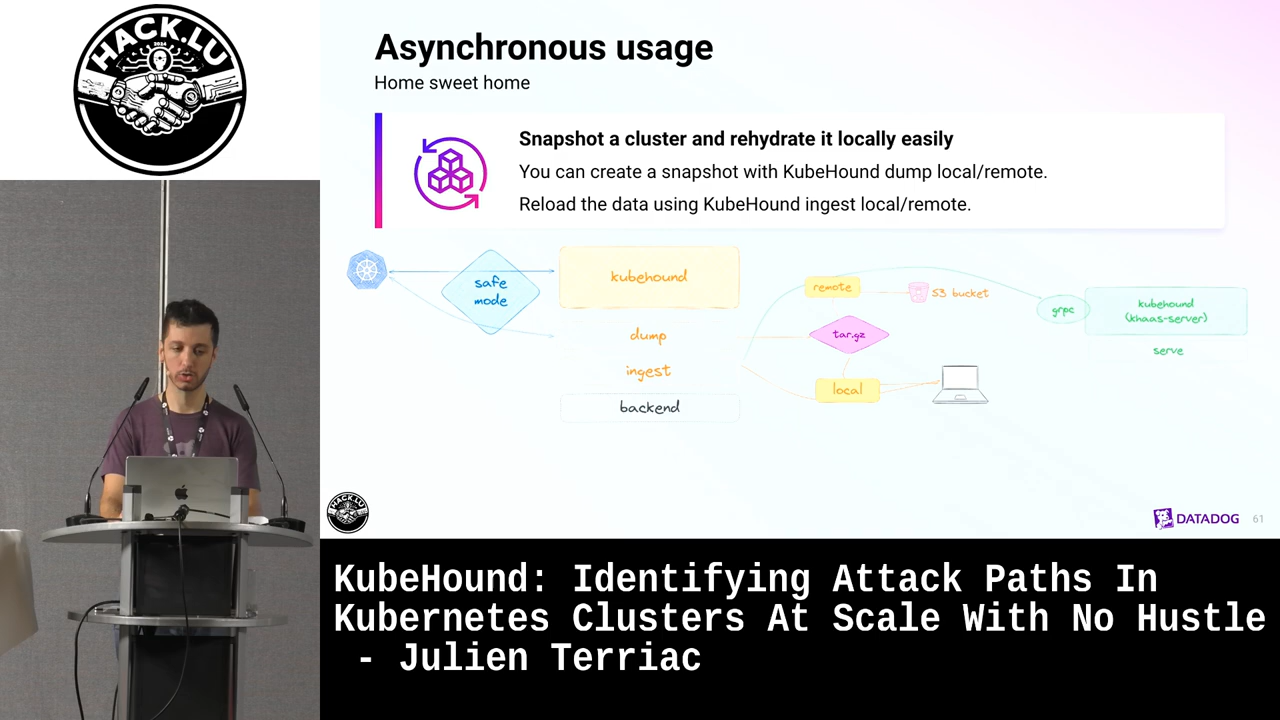 HACK.LU
2024
Asynchronous usage
Home sweet home
Snapshot a cluster and rehydrate it locally easily
You can create a snapshot with KubeHound dump local/remote.
Reload the data using KubeHound ingest local/remote.
safe
mode
kubehound
dump
ingest
backend
remote
S3 bucket
tar.gz
local
grpc
kubehound
(khaas-server)
serve
HACK.LU
DATADOG
61
KubeHound: Identifying Attack Paths In
Kubernetes Clusters At Scale With No Hustle
- Julien Terriac